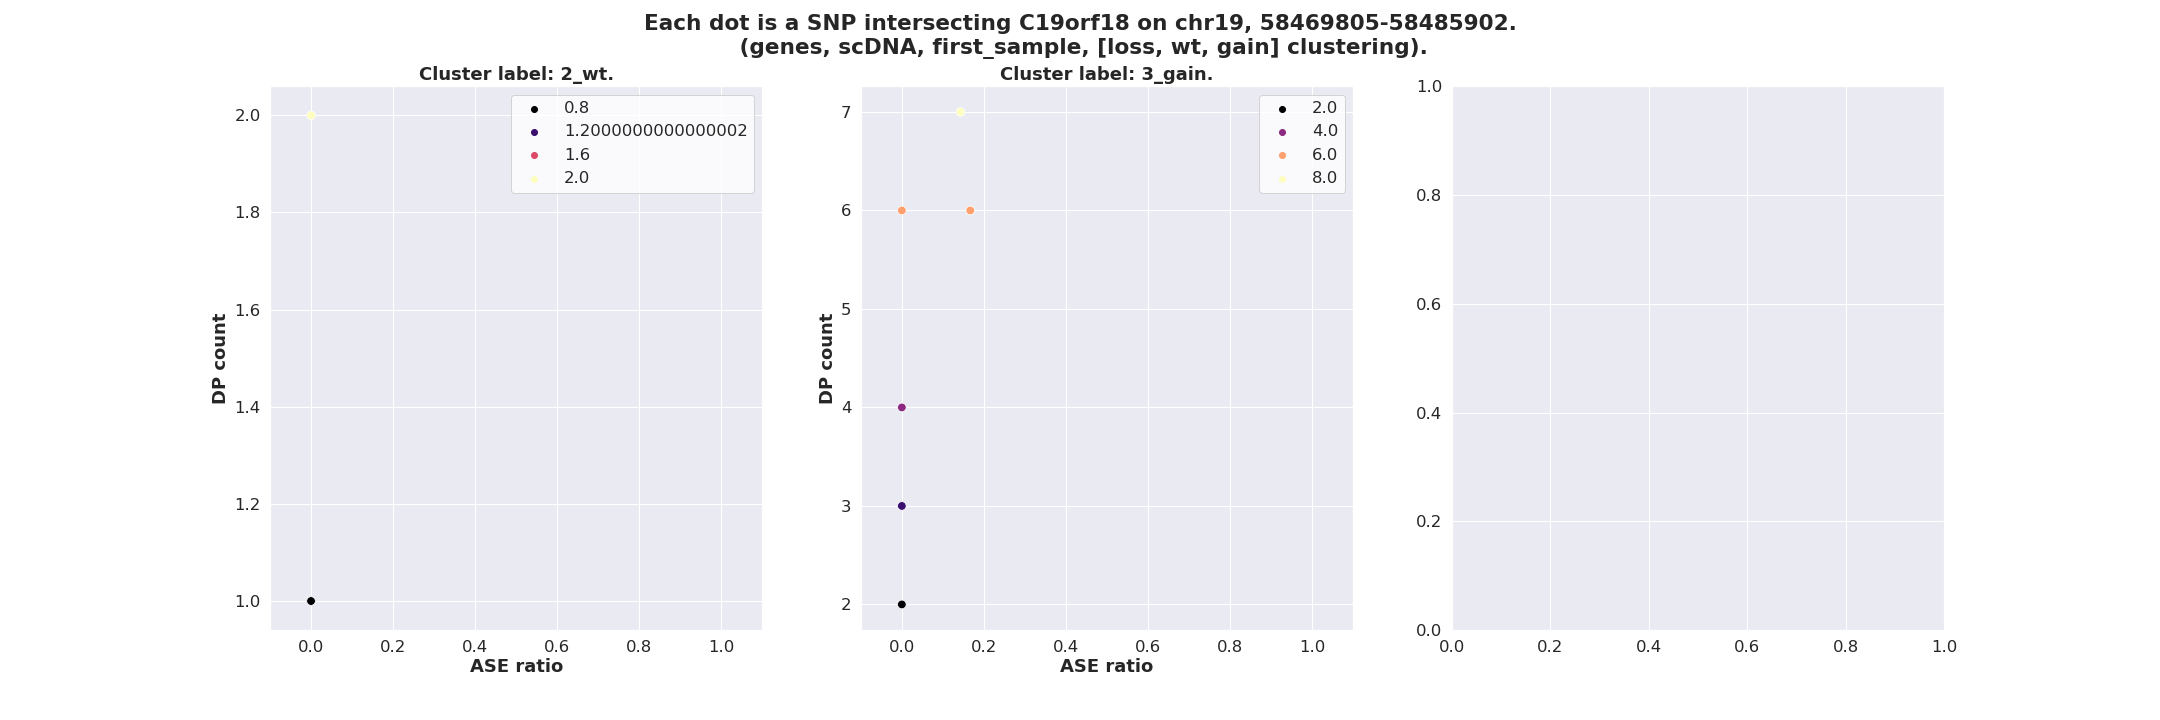 Each dot is a SNP intersecting C19orf18 on chr19, 58469805-58485902.
(genes, scDNA, first_sample, [loss, wt, gain] clustering).
Cluster label: 2_wt.
2.0
1.8
1.6
1.4
1.2
1.0
DP count
0.8
1.2000000000000002
1.6
2.0
0.0 0.2 0.4 0.6 0.8 1.0
ASE ratio
Cluster label: 3_gain.
7
6
5
4
3
2
DP count
2.0
4.0
6.0
8.0
0.0 0.2 0.4 0.6 0.8 1.0
ASE ratio
1.0
0.8
0.6
0.4
0.2
0.0
0.0 0.2 0.4 0.6 0.8 1.0